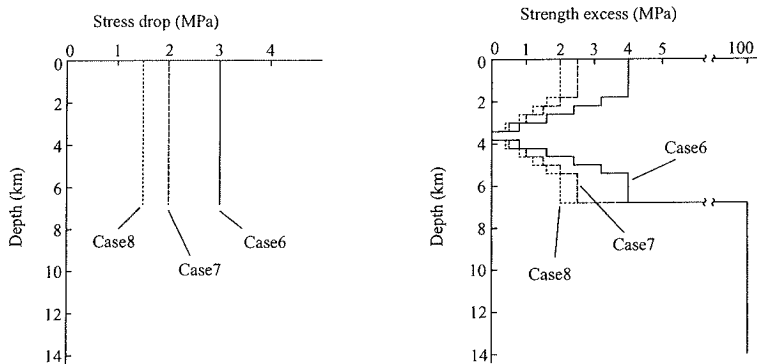 Stress drop (MPa)
0 1 2 3 4
0
2
4
6
8
10
12
14
Depth (km)
Case8
Case7
Case6
Strength excess (MPa)
0 1 2 3 4 5 100
0
2
4
6
8
10
12
14
Depth (km)
Case6
Case7
Case8